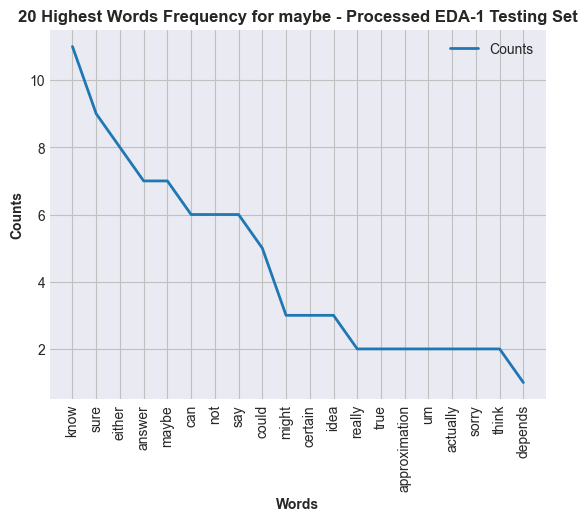 20 Highest Words Frequency for maybe - Processed EDA-1 Testing Set
Counts
Counts
10
8
6
4
2
know
sure
either
answer
maybe
can
not
say
could
might
certain
idea
really
true
approximation
um
actually
sorry
think
depends
Words